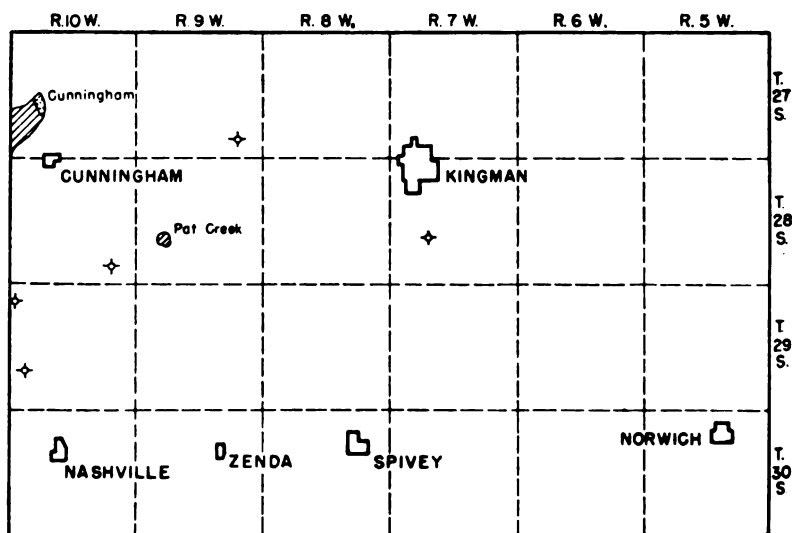 R.10 W. R. 9 W. R. 8 W. R. 7 W. R. 6 W. R. 5 W.
T.
27
S.
Cunningham
CUNNINGHAM
KINGMAN
T.
28
S.
Pat Creek
T.
29
S.
NORWICH
NASHVILLE
ZENDA
SPIVEY
T.
30
S